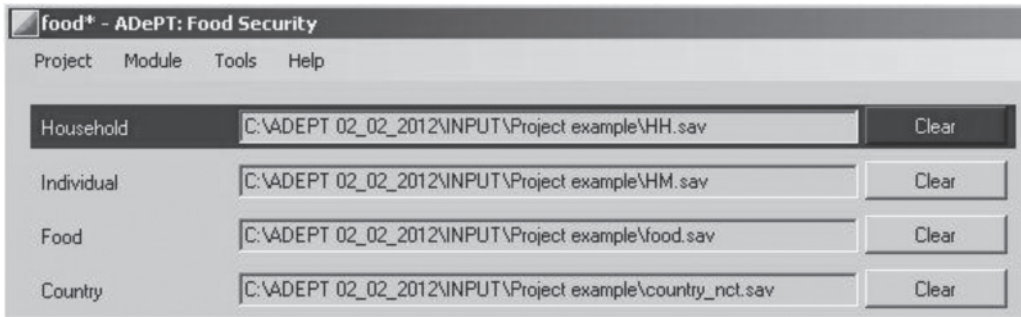 food* - ADePT: Food Security
Project Module Tools Help
Household C:\ADEPT 02_02_2012\INPUT\Project example\HH.sav Clear
Individual C:\ADEPT 02_02_2012\INPUT\Project example\HM.sav Clear
Food C:\ADEPT 02_02_2012\INPUT\Project example\food.sav Clear
Country C:\ADEPT 02_02_2012\INPUT\Project example\country_nct.sav Clear